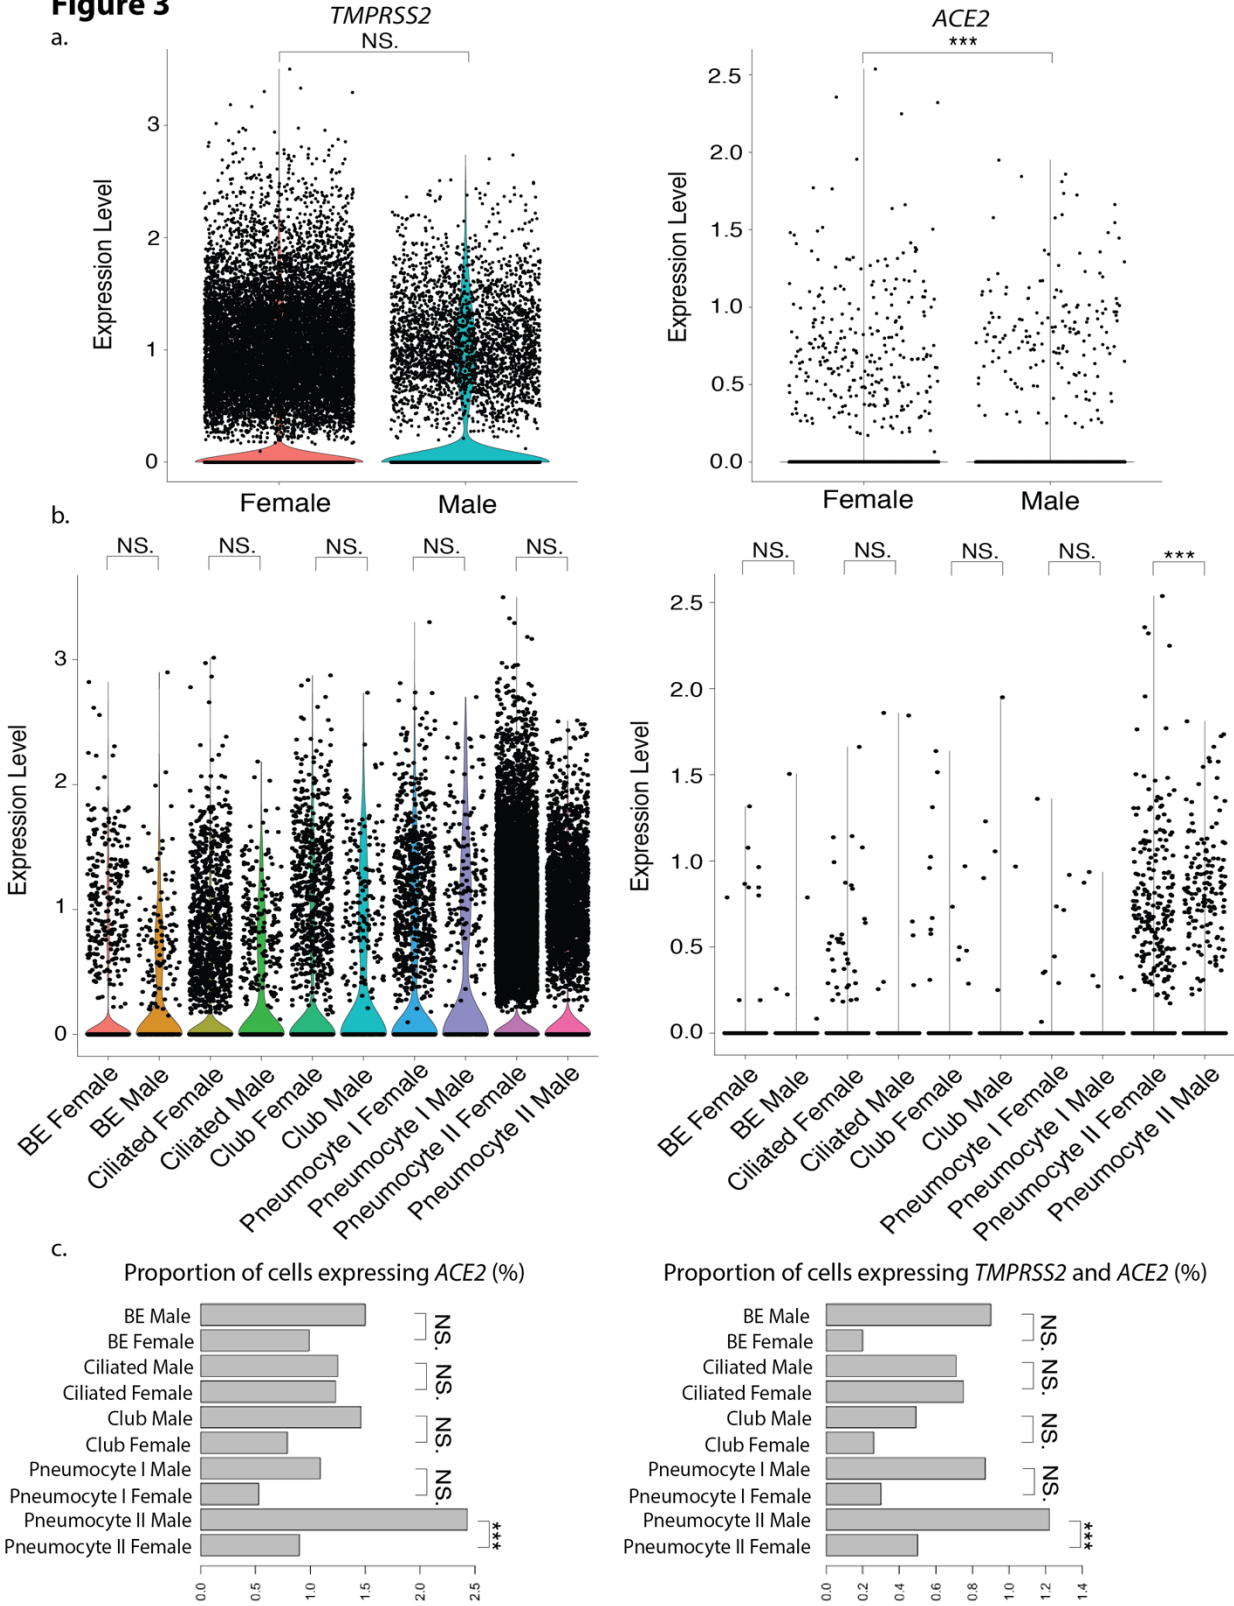 Figure 3
a.
TMPRSS2
NS.
Expression Level
3
2
1
0
Female
Male
ACE2
***
Expression Level
2.5
2.0
1.5
1.0
0.5
0.0
Female
Male
b.
NS.
NS.
NS.
NS.
NS.
Expression Level
3
2
1
0
BE Female
BE Male
Ciliated Female
Ciliated Male
Club Female
Club Male
Pneumocyte I Female
Pneumocyte I Male
Pneumocyte II Female
Pneumocyte II Male
NS.
NS.
NS.
NS.
***
Expression Level
2.5
2.0
1.5
1.0
0.5
0.0
BE Female
BE Male
Ciliated Female
Ciliated Male
Club Female
Club Male
Pneumocyte I Female
Pneumocyte I Male
Pneumocyte II Female
Pneumocyte II Male
c.
Proportion of cells expressing ACE2 (%)
BE Male
BE Female
Ciliated Male
Ciliated Female
Club Male
Club Female
Pneumocyte I Male
Pneumocyte I Female
Pneumocyte II Male
Pneumocyte II Female
NS.
NS.
NS.
NS.
***
0.0
0.5
1.0
1.5
2.0
2.5
Proportion of cells expressing TMPRSS2 and ACE2 (%)
BE Male
BE Female
Ciliated Male
Ciliated Female
Club Male
Club Female
Pneumocyte I Male
Pneumocyte I Female
Pneumocyte II Male
Pneumocyte II Female
NS.
NS.
NS.
NS.
***
0.0
0.2
0.4
0.6
0.8
1.0
1.2
1.4